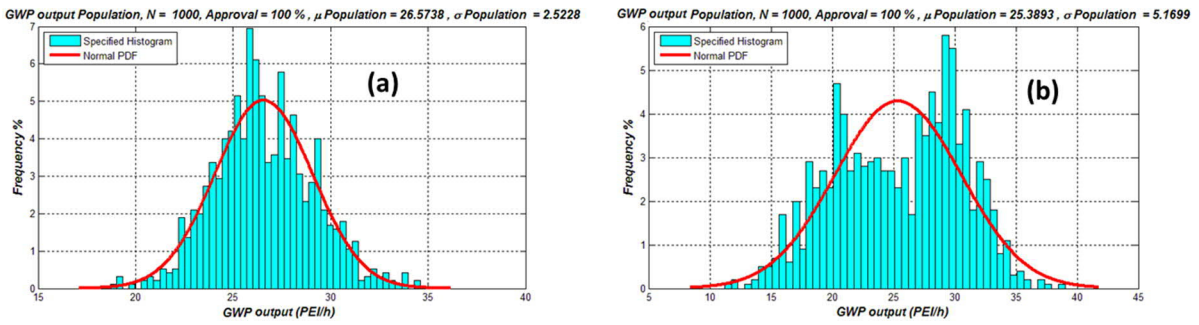 GWP output Population, N = 1000, Approval = 100 %, μ Population = 26.5738 , σ Population = 2.5228
7
6
5
4
3
2
1
0
Frequency %
Specified Histogram
Normal PDF
(a)
15 20 25 30 35 40
GWP output (PEI/h)
GWP output Population, N = 1000, Approval = 100 %, μ Population = 25.3893 , σ Population = 5.1699
6
5
4
3
2
1
0
Frequency %
Specified Histogram
Normal PDF
(b)
5 10 15 20 25 30 35 40 45
GWP output (PEI/h)